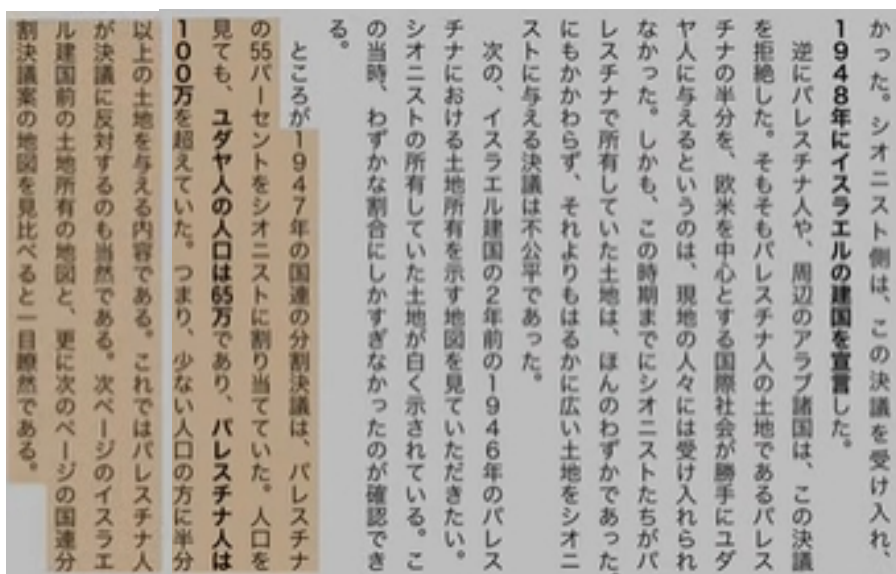 かった。シオニスト側は、この決議を受け入れ、
1948年にイスラエルの建国を宣言した。
逆にパレスチナ人や、周辺のアラブ諸国は、この決議
を拒絶した。そもそもパレスチナ人の土地であるパレス
チナの半分を、欧米を中心とする国際社会が勝手にユダ
ヤ人に与えるというのは、現地の人々には受け入れられ
なかった。しかも、この時期までにシオニストたちがパ
レスチナで所有していた土地は、ほんのわずかであった
にもかかわらず、それよりもはるかに広い土地をシオニ
ストに与える決議は不公平であった。
次の、イスラエル建国の2年前の1946年のパレス
チナにおける土地所有を示す地図を見ていただきたい。
シオニストの所有していた土地が白く示されている。こ
の当時、わずかな割合にしかすぎなかったのが確認でき
る。
ところが1947年の国連の分割決議は、パレスチナ
の55パーセントをシオニストに割り当てていた。人口を
見ても、ユダヤ人の人口は65万であり、パレスチナ人は
100万を超えていた。つまり、少ない人口の方に半分
以上の土地を与える内容である。これではパレスチナ人
が決議に反対するのも当然である。次ページのイスラエ
ル建国前の土地所有の地図と、更に次のページの国連分
割決議案の地図を見比べると一目瞭然である。